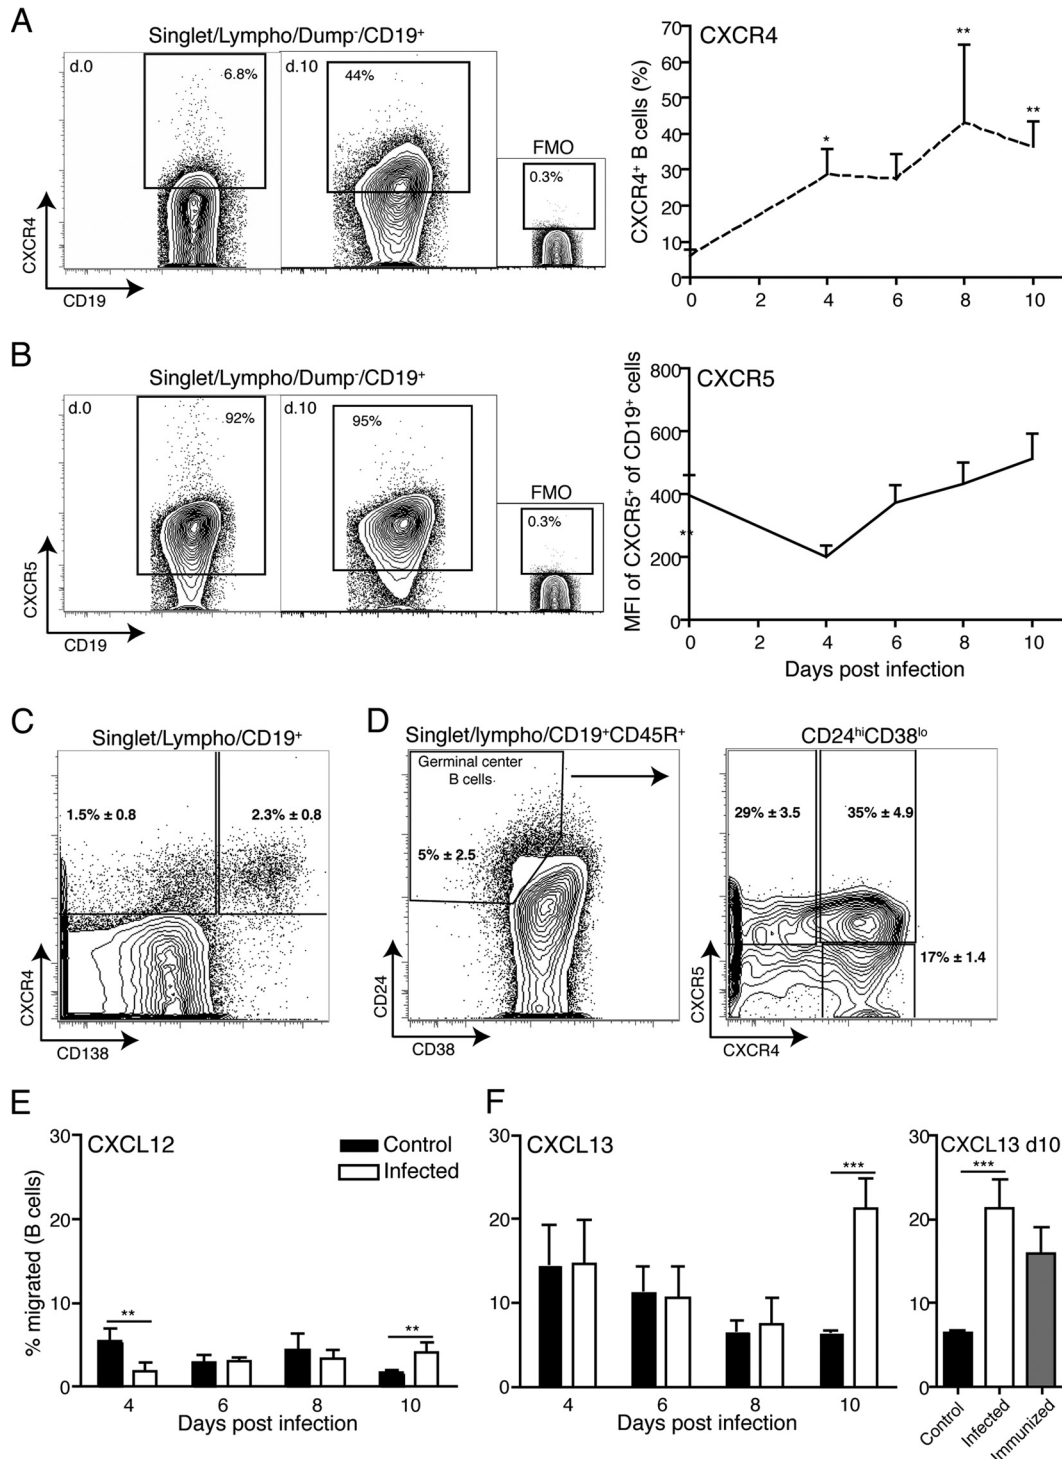 A
Singlet/Lympho/Dump⁻/CD19⁺
d.0
6.8%
d.10
44%
FMO
0.3%
CXCR4
CD19
CXCR4
CXCR4⁺ B cells (%)
70
60
50
40
30
20
10
0
*
**
**
0 2 4 6 8 10
B
Singlet/Lympho/Dump⁻/CD19⁺
d.0
92%
d.10
95%
FMO
0.3%
CXCR5
CD19
CXCR5
MFI of CXCR5⁺ of CD19⁺ cells
800
600
400
200
0
**
0 2 4 6 8 10
Days post infection
C
Singlet/Lympho/CD19⁺
1.5% ± 0.8
2.3% ± 0.8
CXCR4
CD138
D
Singlet/lympho/CD19⁺CD45R⁺
Germinal center
B cells
5% ± 2.5
CD24
CD38
CD24ʰⁱCD38ˡᵒ
29% ± 3.5
35% ± 4.9
17% ± 1.4
CXCR5
CXCR4
E
CXCL12
Control
Infected
% migrated (B cells)
30
20
10
0
**
**
4 6 8 10
Days post infection
F
CXCL13
30
20
10
0
***
4 6 8 10
Days post infection
CXCL13 d10
30
20
10
0
***
Control
Infected
Immunized